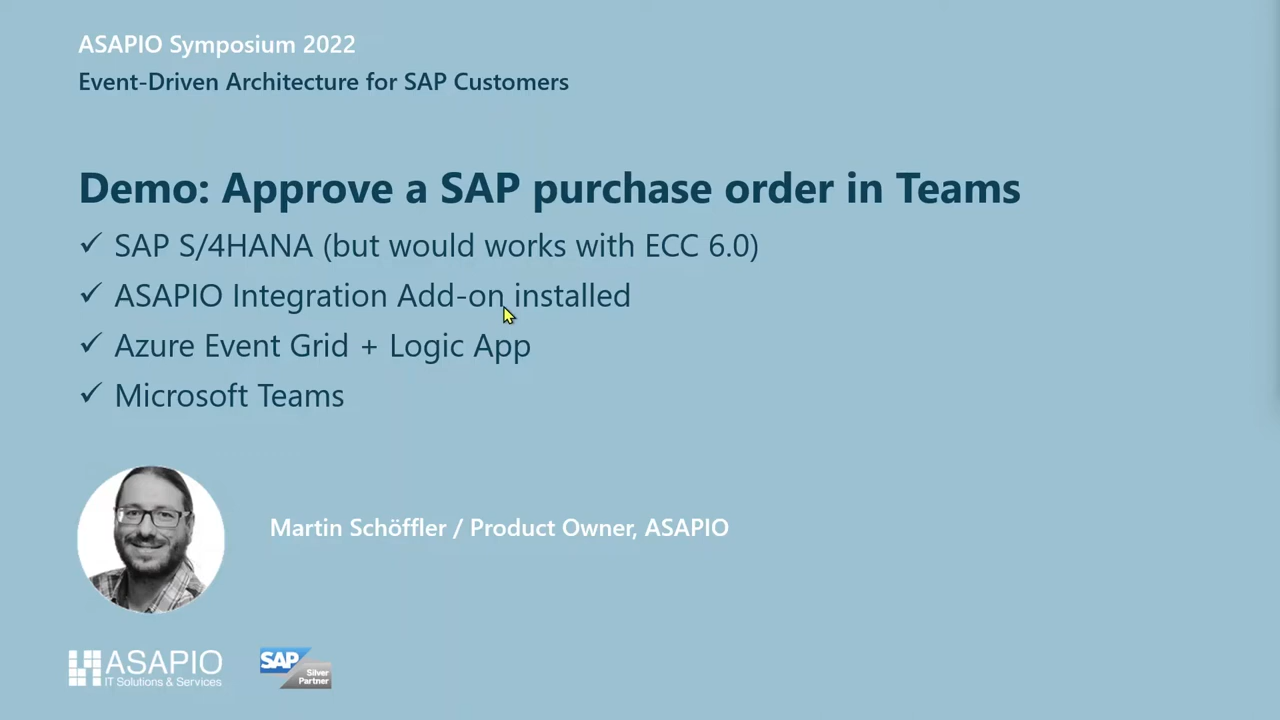 ASAPIO Symposium 2022
Event-Driven Architecture for SAP Customers
Demo: Approve a SAP purchase order in Teams
✓ SAP S/4HANA (but would works with ECC 6.0)
✓ ASAPIO Integration Add-on installed
✓ Azure Event Grid + Logic App
✓ Microsoft Teams
Martin Schöffler / Product Owner, ASAPIO
ASAPIO
IT Solutions & Services
SAP
Silver
Partner